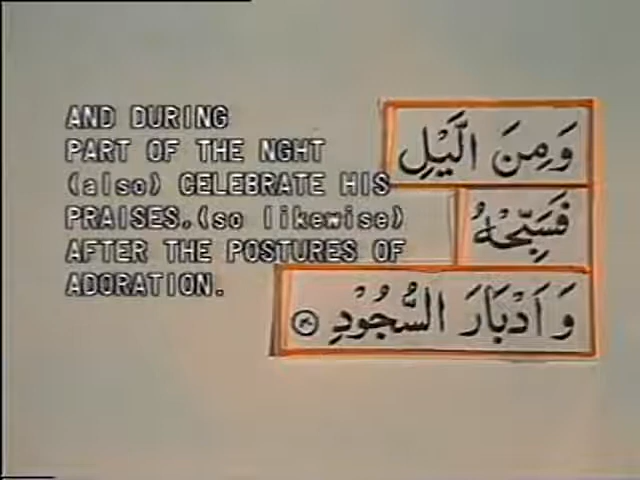 AND DURING
PART OF THE NGHT
(also) CELEBRATE HIS
PRAISES.(so likewise)
AFTER THE POSTURES OF
ADORATION.
وَمِنَ الَّيْلِ
فَسَبِّحْهُ
وَاَدْبَارَ السُّجُوْدِ ۝۴۰